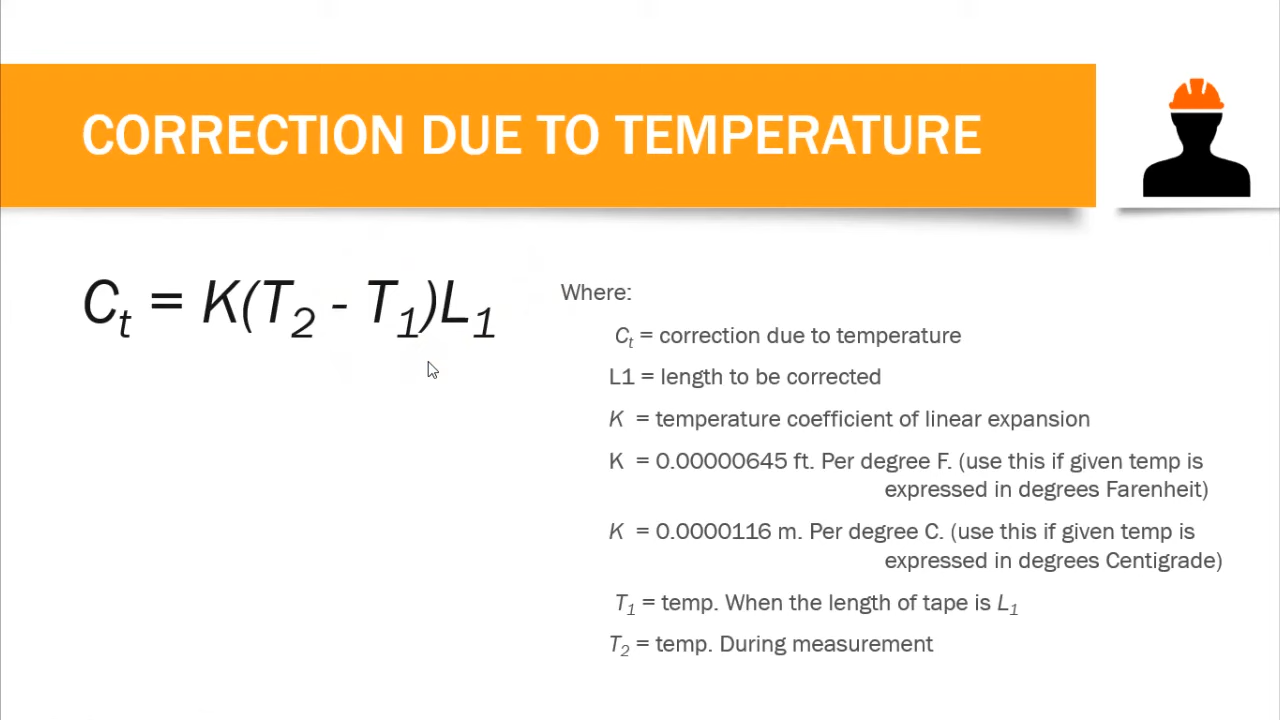 CORRECTION DUE TO TEMPERATURE
Cₜ = K(T₂ - T₁)L₁
Where:
Cₜ = correction due to temperature
L1 = length to be corrected
K = temperature coefficient of linear expansion
K = 0.00000645 ft. Per degree F. (use this if given temp is
expressed in degrees Farenheit)
K = 0.0000116 m. Per degree C. (use this if given temp is
expressed in degrees Centigrade)
T₁ = temp. When the length of tape is L₁
T₂ = temp. During measurement